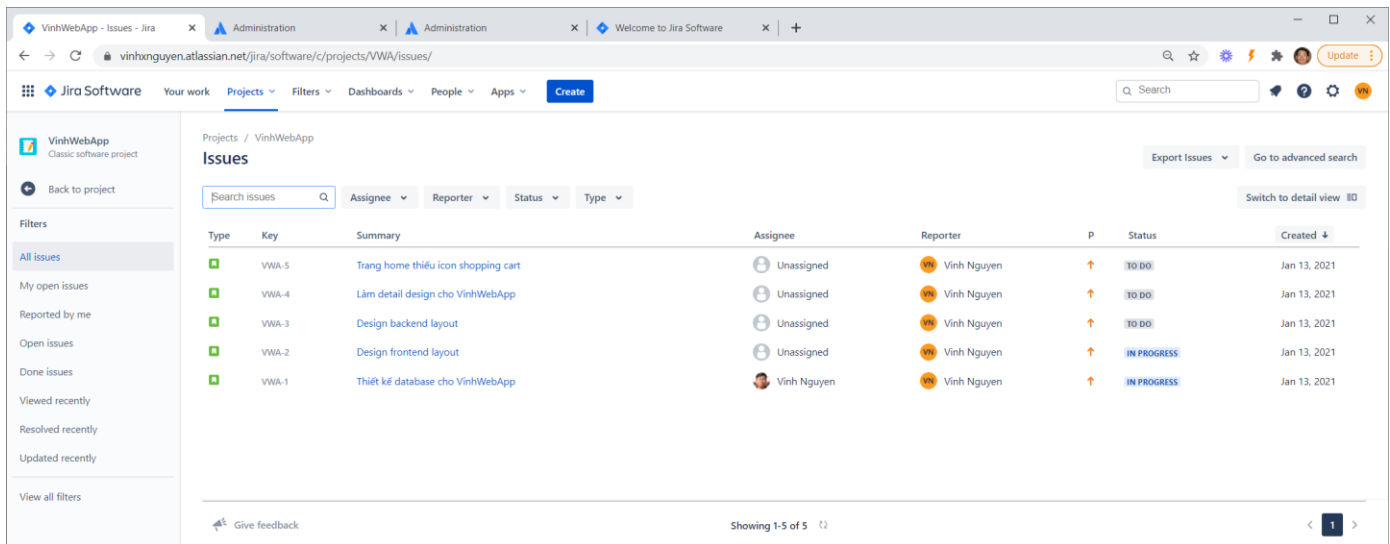 VinhWebApp - Issues - Jira
Administration
Administration
Welcome to Jira Software
vinhxnguyen.atlassian.net/jira/software/c/projects/VWA/issues/
Update
Jira Software Your work Projects Filters Dashboards People Apps Create Search VN
VinhWebApp
Classic software project
Back to project
Filters
All issues
My open issues
Reported by me
Open issues
Done issues
Viewed recently
Resolved recently
Updated recently
View all filters
Projects / VinhWebApp
Issues
Export Issues Go to advanced search
Search issues Assignee Reporter Status Type Switch to detail view
Type Key Summary Assignee Reporter P Status Created
VWA-5 Trang home thiếu icon shopping cart Unassigned VN Vinh Nguyen TO DO Jan 13, 2021
VWA-4 Làm detail design cho VinhWebApp Unassigned VN Vinh Nguyen TO DO Jan 13, 2021
VWA-3 Design backend layout Unassigned VN Vinh Nguyen TO DO Jan 13, 2021
VWA-2 Design frontend layout Unassigned VN Vinh Nguyen IN PROGRESS Jan 13, 2021
VWA-1 Thiết kế database cho VinhWebApp Vinh Nguyen VN Vinh Nguyen IN PROGRESS Jan 13, 2021
Give feedback Showing 1-5 of 5 1